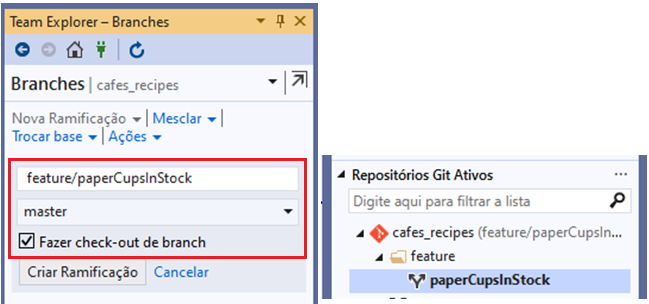 Team Explorer – Branches
Branches | cafes_recipes
Nova Ramificação | Mesclar |
Trocar base | Ações |
feature/paperCupsInStock
master
Fazer check-out de branch
Criar Ramificação Cancelar
Repositórios Git Ativos ...
Digite aqui para filtrar a lista
cafes_recipes (feature/paperCupsIn...
feature
paperCupsInStock